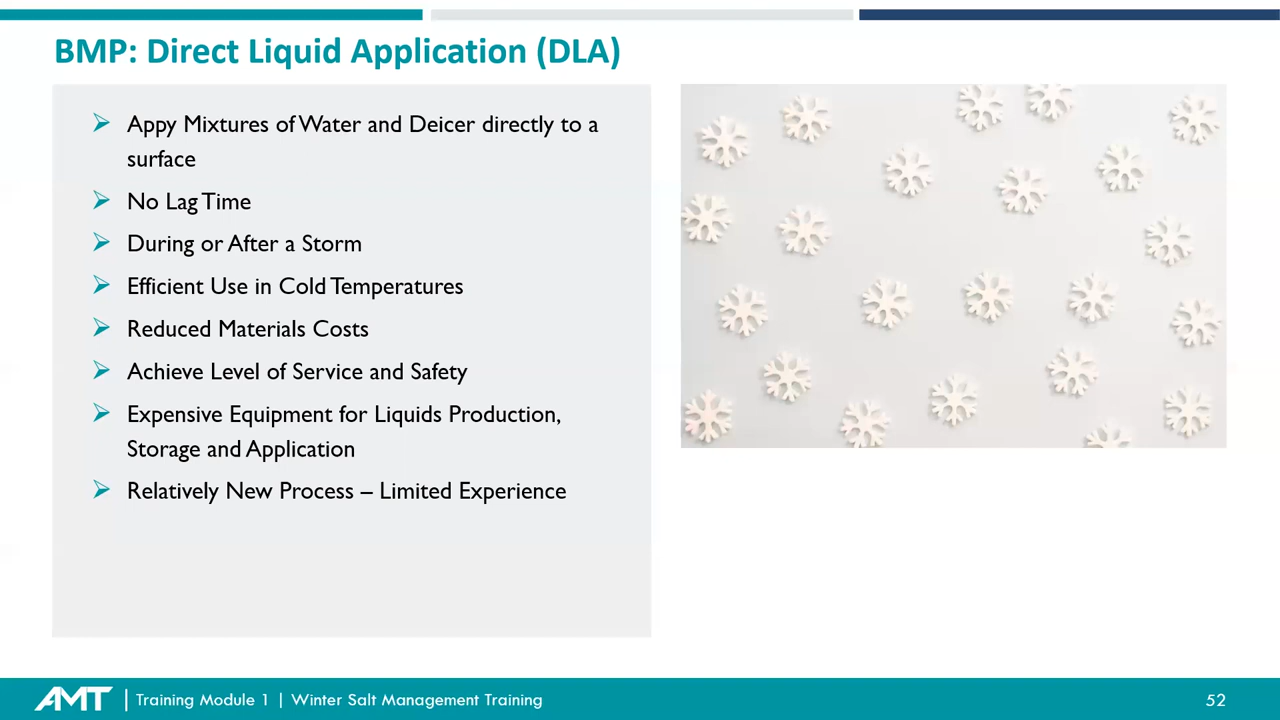 BMP: Direct Liquid Application (DLA)
Appy Mixtures of Water and Deicer directly to a
surface
No Lag Time
During or After a Storm
Efficient Use in Cold Temperatures
Reduced Materials Costs
Achieve Level of Service and Safety
Expensive Equipment for Liquids Production,
Storage and Application
Relatively New Process – Limited Experience
AMT | Training Module 1 | Winter Salt Management Training 52